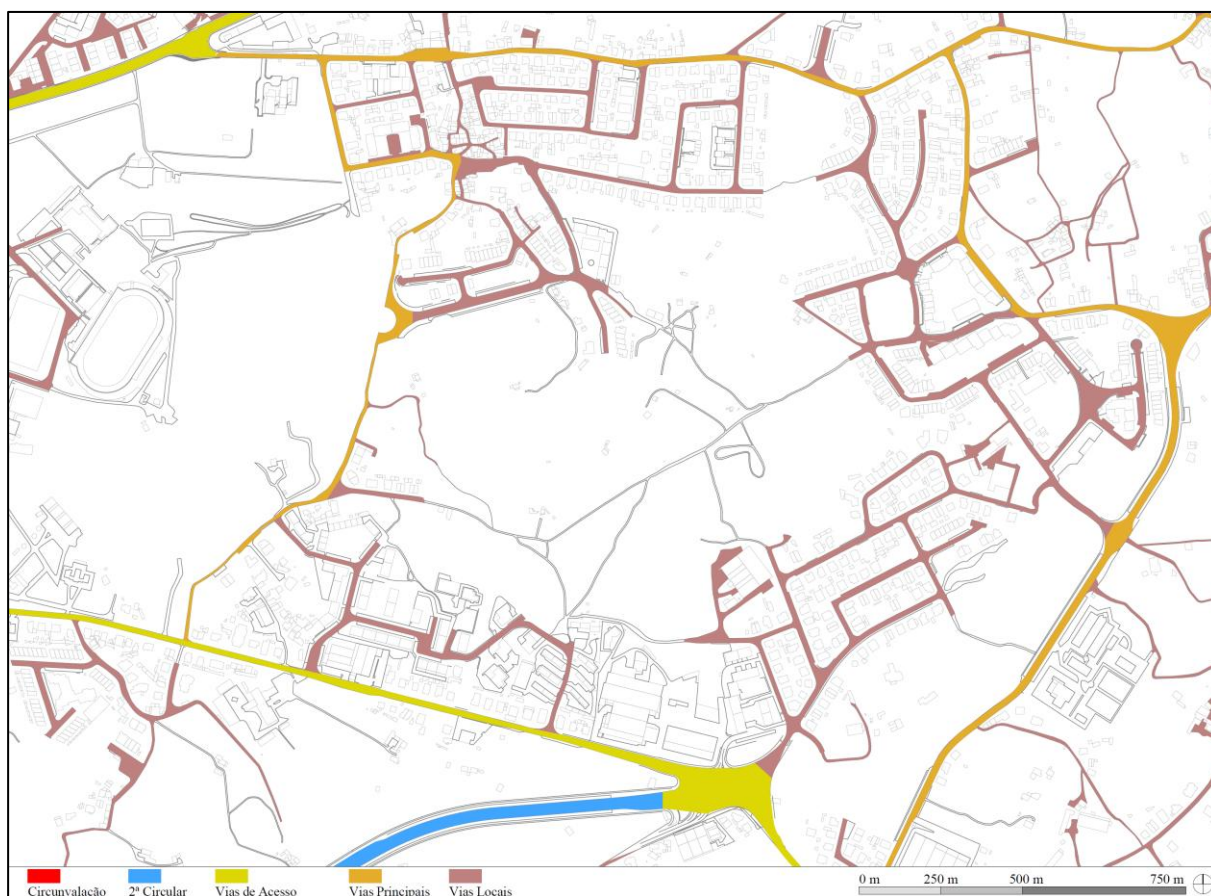 Circunvalação 2ª Circular Vias de Acesso Vias Principais Vias Locais
0 m 250 m 500 m 750 m